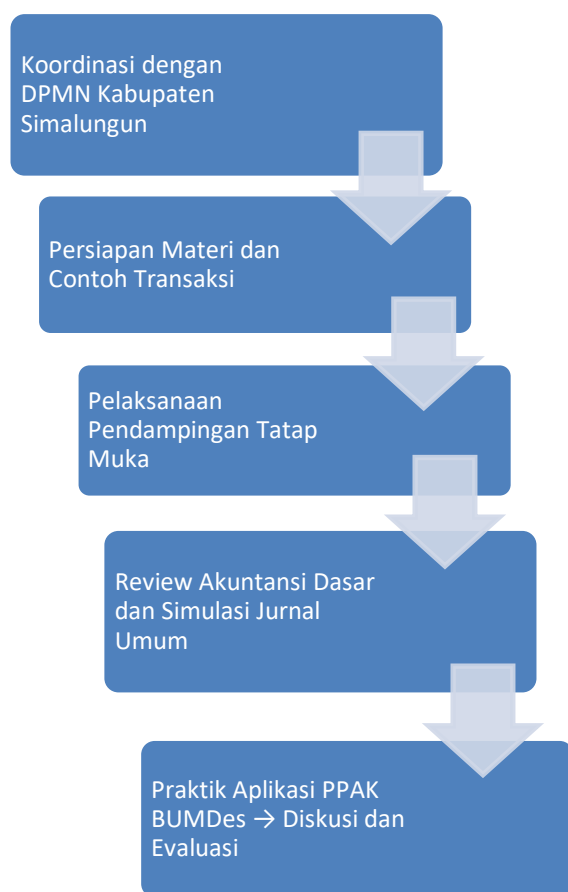 Koordinasi dengan
DPMN Kabupaten
Simalungun
Persiapan Materi dan
Contoh Transaksi
Pelaksanaan
Pendampingan Tatap
Muka
Review Akuntansi Dasar
dan Simulasi Jurnal
Umum
Praktik Aplikasi PPAK
BUMDes → Diskusi dan
Evaluasi